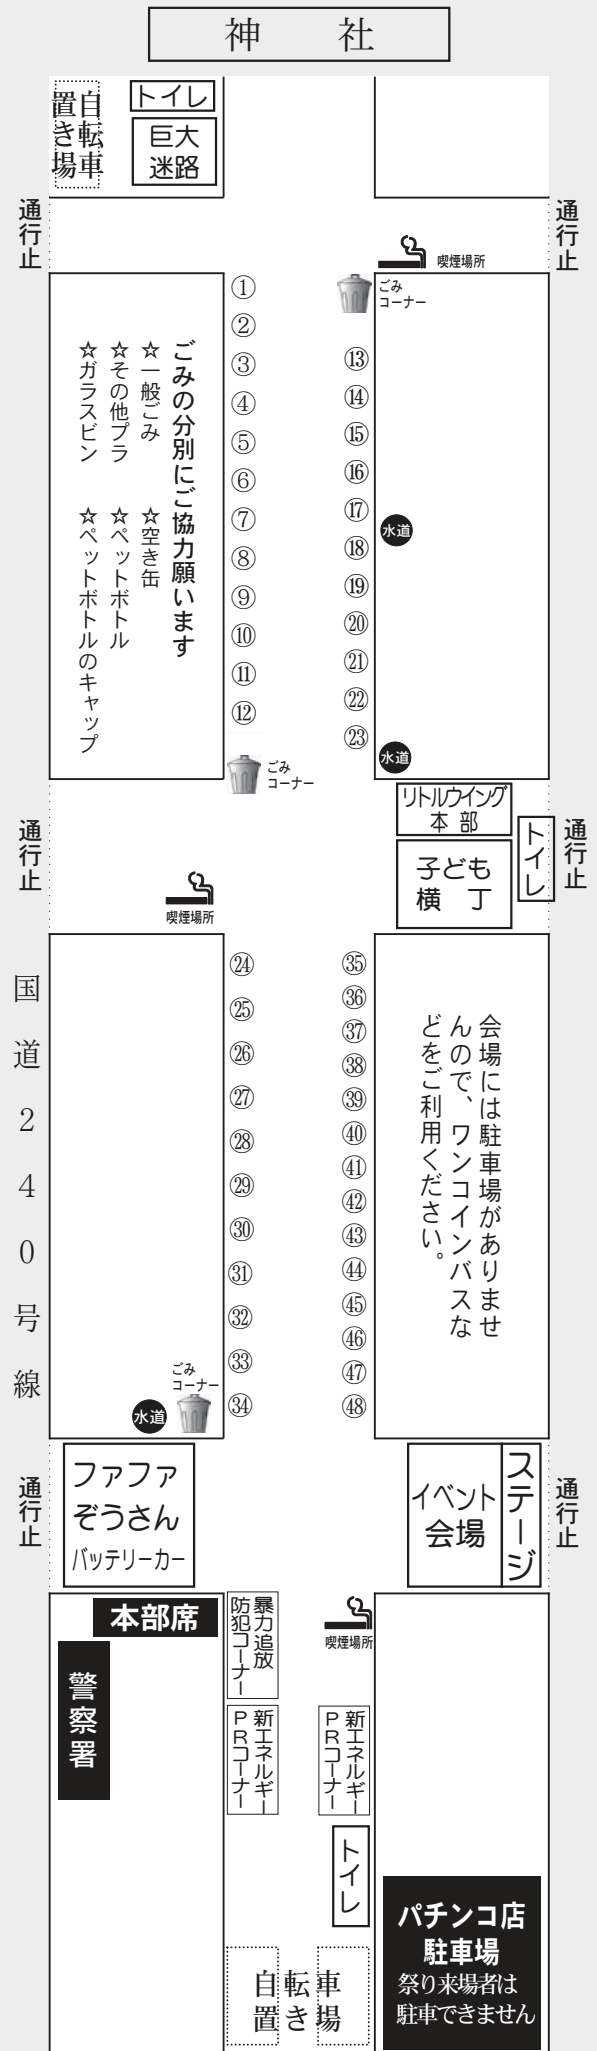 神 社
自転車
置き場
トイレ
巨大
迷路
通行止
通行止
喫煙場所
ごみ
コーナー
①
②
③
④
⑤
⑥
⑦
⑧
⑨
⑩
⑪
⑫
⑬
⑭
⑮
⑯
⑰
⑱
⑲
⑳
㉑
㉒
㉓
ごみの分別にご協力願います
☆一般ごみ ☆空き缶
☆その他プラ ☆ペットボトル
☆ガラスビン ☆ペットボトルのキャップ
水道
水道
ごみ
コーナー
リトルウイング
本部
子ども
横丁
トイレ
通行止
通行止
喫煙場所
国道240号線
㉔
㉕
㉖
㉗
㉘
㉙
㉚
㉛
㉜
㉝
㉞
㉟
㊱
㊲
㊳
㊴
㊵
㊶
㊷
㊸
㊹
㊺
㊻
㊼
㊽
会場には駐車場がありませ
んので、ワンコインバスな
どをご利用ください。
ごみ
コーナー
水道
通行止
ファファ
ぞうさん
バッテリーカー
イベント
会場
ステージ
通行止
本部席
警察署
暴力追放
防犯コーナー
喫煙場所
新エネルギー
PRコーナー
新エネルギー
PRコーナー
トイレ
パチンコ店
駐車場
祭り来場者は
駐車できません
自転車
置き場